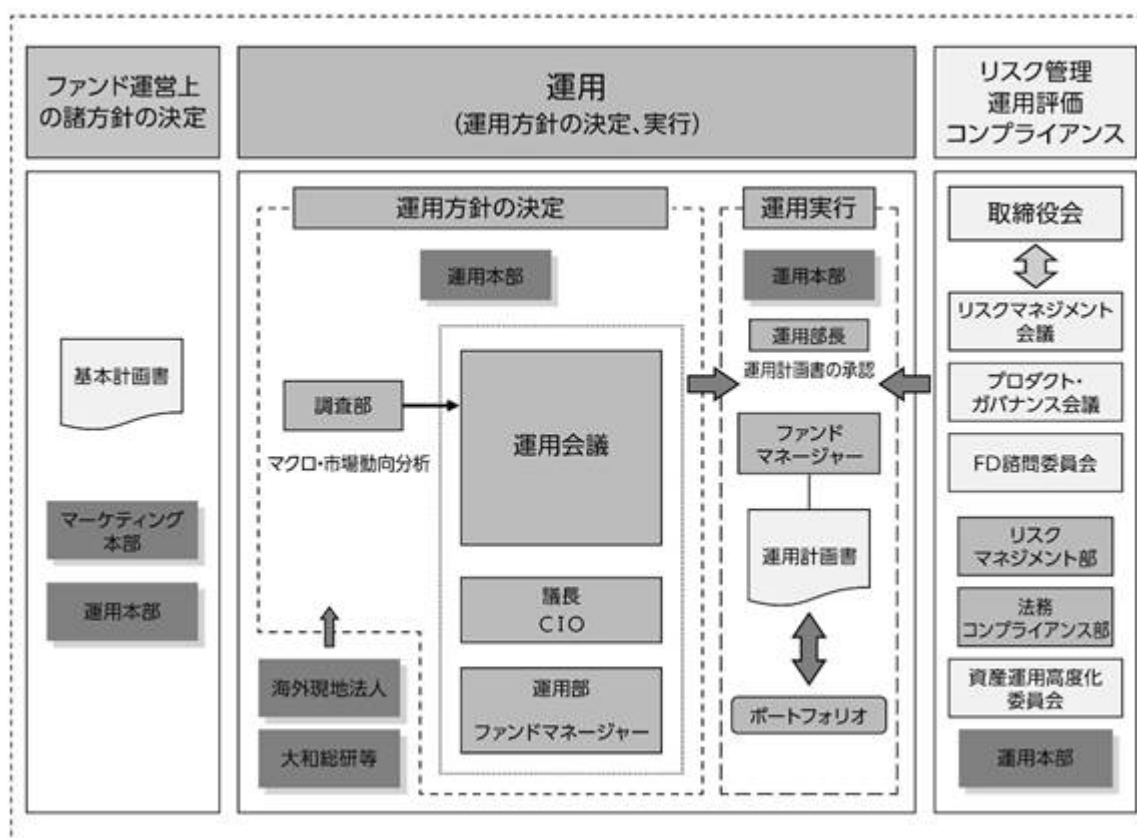 ファンド運営上
の諸方針の決定
運用
(運用方針の決定、実行)
リスク管理
運用評価
コンプライアンス
基本計画書
マーケティング
本部
運用本部
運用方針の決定
運用本部
調査部
マクロ・市場動向分析
運用会議
議長
CIO
運用部
ファンドマネージャー
海外現地法人
大和総研等
運用実行
運用本部
運用部長
運用計画書の承認
ファンド
マネージャー
運用計画書
ポートフォリオ
取締役会
リスクマネジメント
会議
プロダクト・
ガバナンス会議
FD諮問委員会
リスク
マネジメント部
法務
コンプライアンス部
資産運用高度化
委員会
運用本部